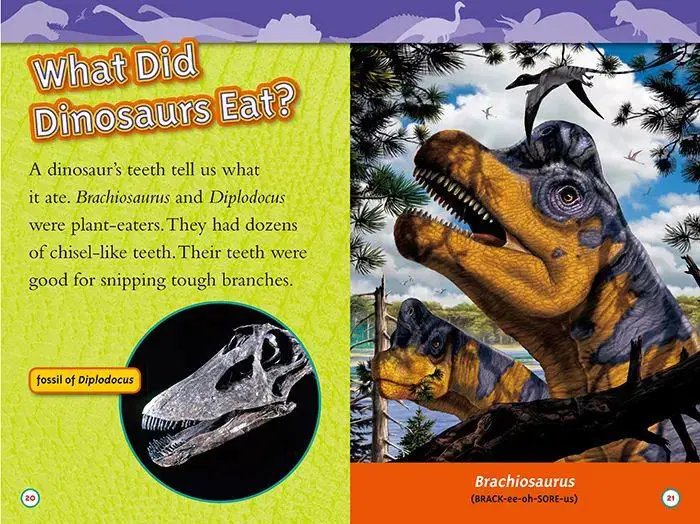 What Did
Dinosaurs Eat?
A dinosaur’s teeth tell us what
it ate. Brachiosaurus and Diplodocus
were plant-eaters. They had dozens
of chisel-like teeth. Their teeth were
good for snipping tough branches.
fossil of Diplodocus
20
Brachiosaurus
(BRACK-ee-oh-SORE-us)
21